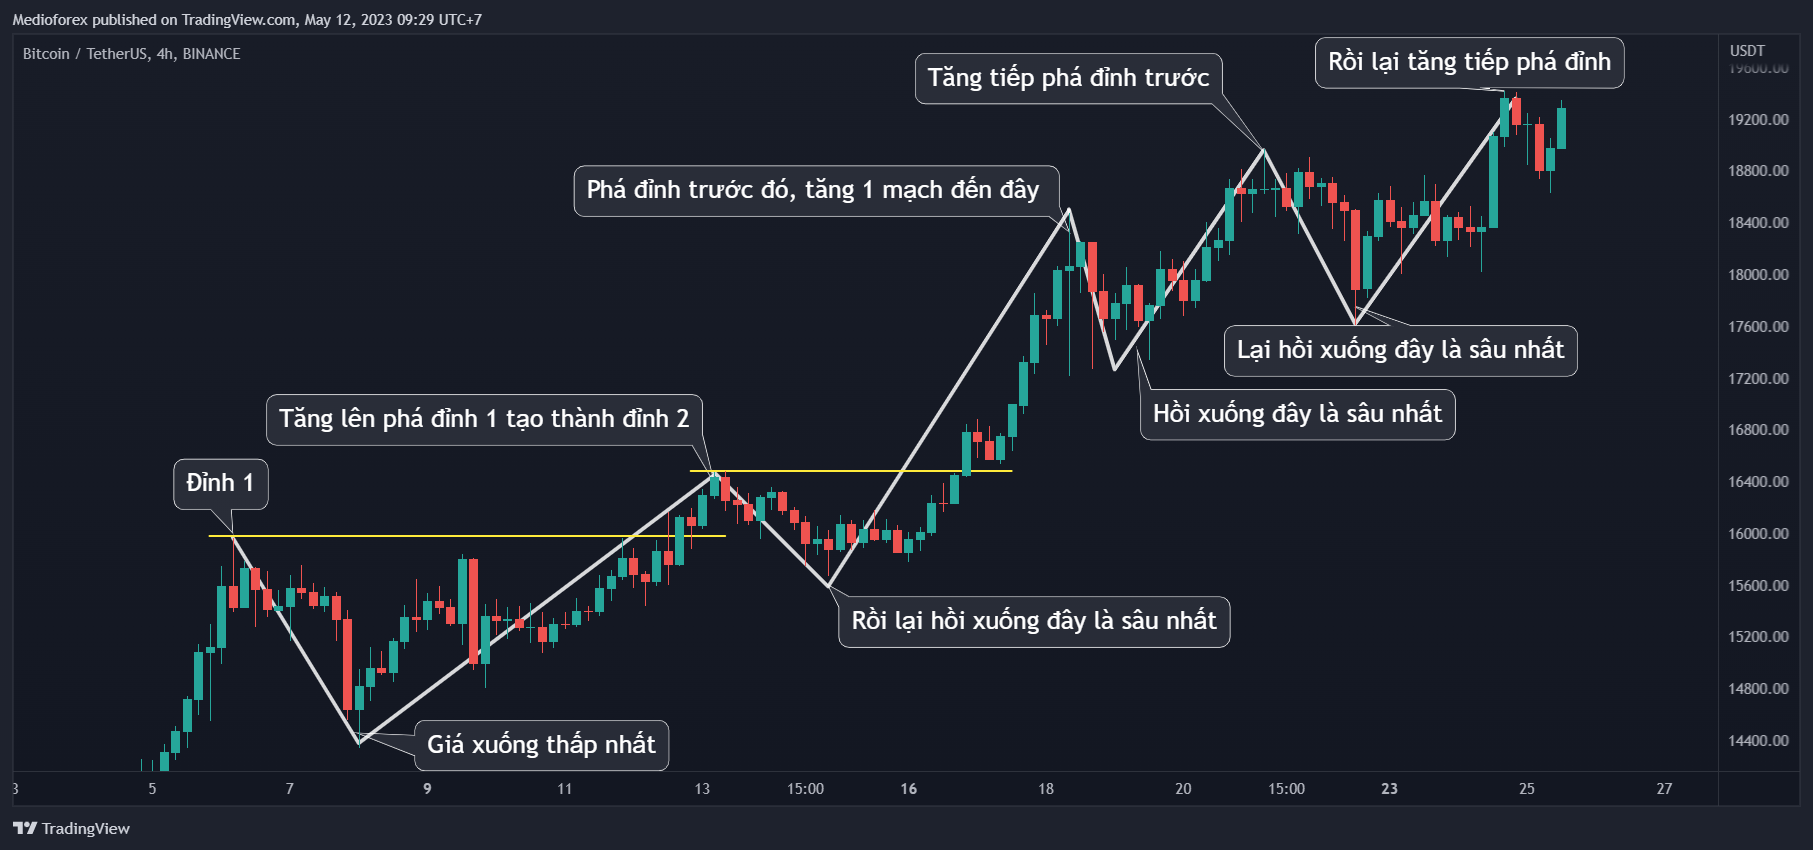 Medioforex published on TradingView.com, May 12, 2023 09:29 UTC+7
Bitcoin / TetherUS, 4h, BINANCE
USDT
Rồi lại tăng tiếp phá đỉnh
Tăng tiếp phá đỉnh trước
Phá đỉnh trước đó, tăng 1 mạch đến đây
Lại hồi xuống đây là sâu nhất
Hồi xuống đây là sâu nhất
Tăng lên phá đỉnh 1 tạo thành đỉnh 2
Đỉnh 1
Rồi lại hồi xuống đây là sâu nhất
Giá xuống thấp nhất
19600.00
19200.00
18800.00
18400.00
18000.00
17600.00
17200.00
16800.00
16400.00
16000.00
15600.00
15200.00
14800.00
14400.00
3 5 7 9 11 13 15:00 16 18 20 15:00 23 25 27
TradingView